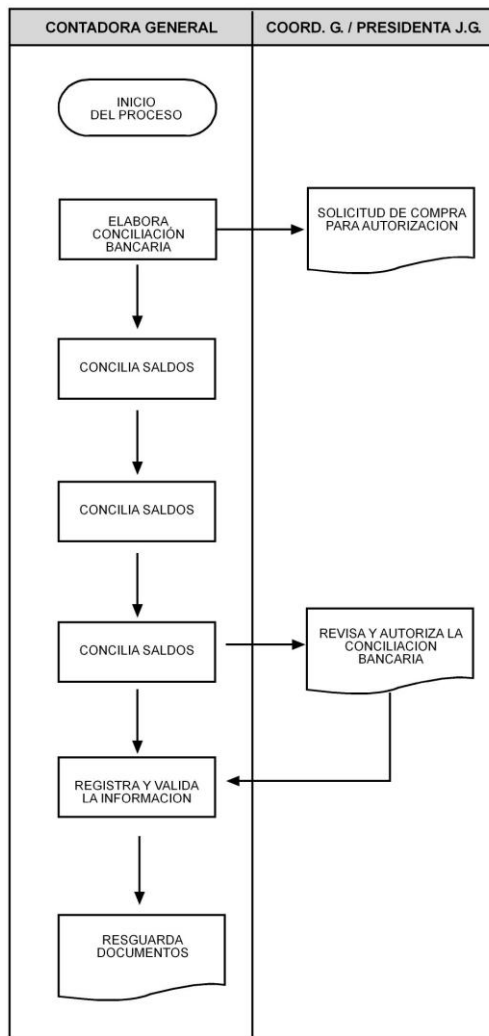 CONTADORA GENERAL
COORD. G. / PRESIDENTA J.G.
INICIO
DEL PROCESO
ELABORA
CONCILIACIÓN
BANCARIA
SOLICITUD DE COMPRA
PARA AUTORIZACION
CONCILIA SALDOS
CONCILIA SALDOS
CONCILIA SALDOS
REVISA Y AUTORIZA LA
CONCILIACION
BANCARIA
REGISTRA Y VALIDA
LA INFORMACION
RESGUARDA
DOCUMENTOS